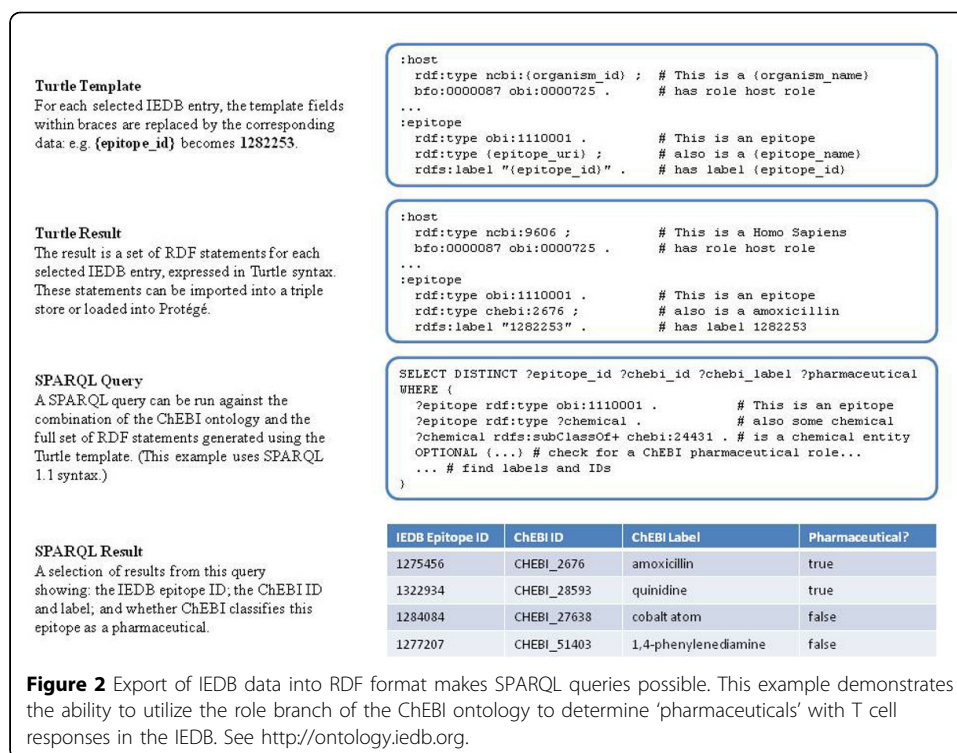 Turtle Template
For each selected IEDB entry, the template fields
within braces are replaced by the corresponding
data: e.g. {epitope_id} becomes 1282253.
:host
rdf:type ncbi:{organism_id} ; # This is a {organism_name}
bfo:0000087 obi:0000725 . # has role host role
...
:epitope
rdf:type obi:1110001 . # This is an epitope
rdf:type {epitope_uri} ; # also is a {epitope_name}
rdfs:label "{epitope_id}" . # has label {epitope_id}
Turtle Result
The result is a set of RDF statements for each
selected IEDB entry, expressed in Turtle syntax.
These statements can be imported into a triple
store or loaded into Protégé.
:host
rdf:type ncbi:9606 ; # This is a Homo Sapiens
bfo:0000087 obi:0000725 . # has role host role
...
:epitope
rdf:type obi:1110001 . # This is an epitope
rdf:type chebi:2676 ; # also is a amoxicillin
rdfs:label "1282253" . # has label 1282253
SPARQL Query
A SPARQL query can be run against the
combination of the ChEBI ontology and the
full set of RDF statements generated using the
Turtle template. (This example uses SPARQL
1.1 syntax.)
SELECT DISTINCT ?epitope_id ?chebi_id ?chebi_label ?pharmaceutical
WHERE {
?epitope rdf:type obi:1110001 . # This is an epitope
?epitope rdf:type ?chemical . # also some chemical
?chemical rdfs:subClassOf+ chebi:24431 . # is a chemical entity
OPTIONAL {...} # check for a ChEBI pharmaceutical role...
... # find labels and IDs
}
SPARQL Result
A selection of results from this query
showing: the IEDB epitope ID; the ChEBI ID
and label; and whether ChEBI classifies this
epitope as a pharmaceutical.
IEDB Epitope ID ChEBI ID ChEBI Label Pharmaceutical?
1275456 CHEBI_2676 amoxicillin true
1322934 CHEBI_28593 quinidine true
1284084 CHEBI_27638 cobalt atom false
1277207 CHEBI_51403 1,4-phenylenediamine false
Figure 2 Export of IEDB data into RDF format makes SPARQL queries possible. This example demonstrates
the ability to utilize the role branch of the ChEBI ontology to determine 'pharmaceuticals' with T cell
responses in the IEDB. See http://ontology.iedb.org.